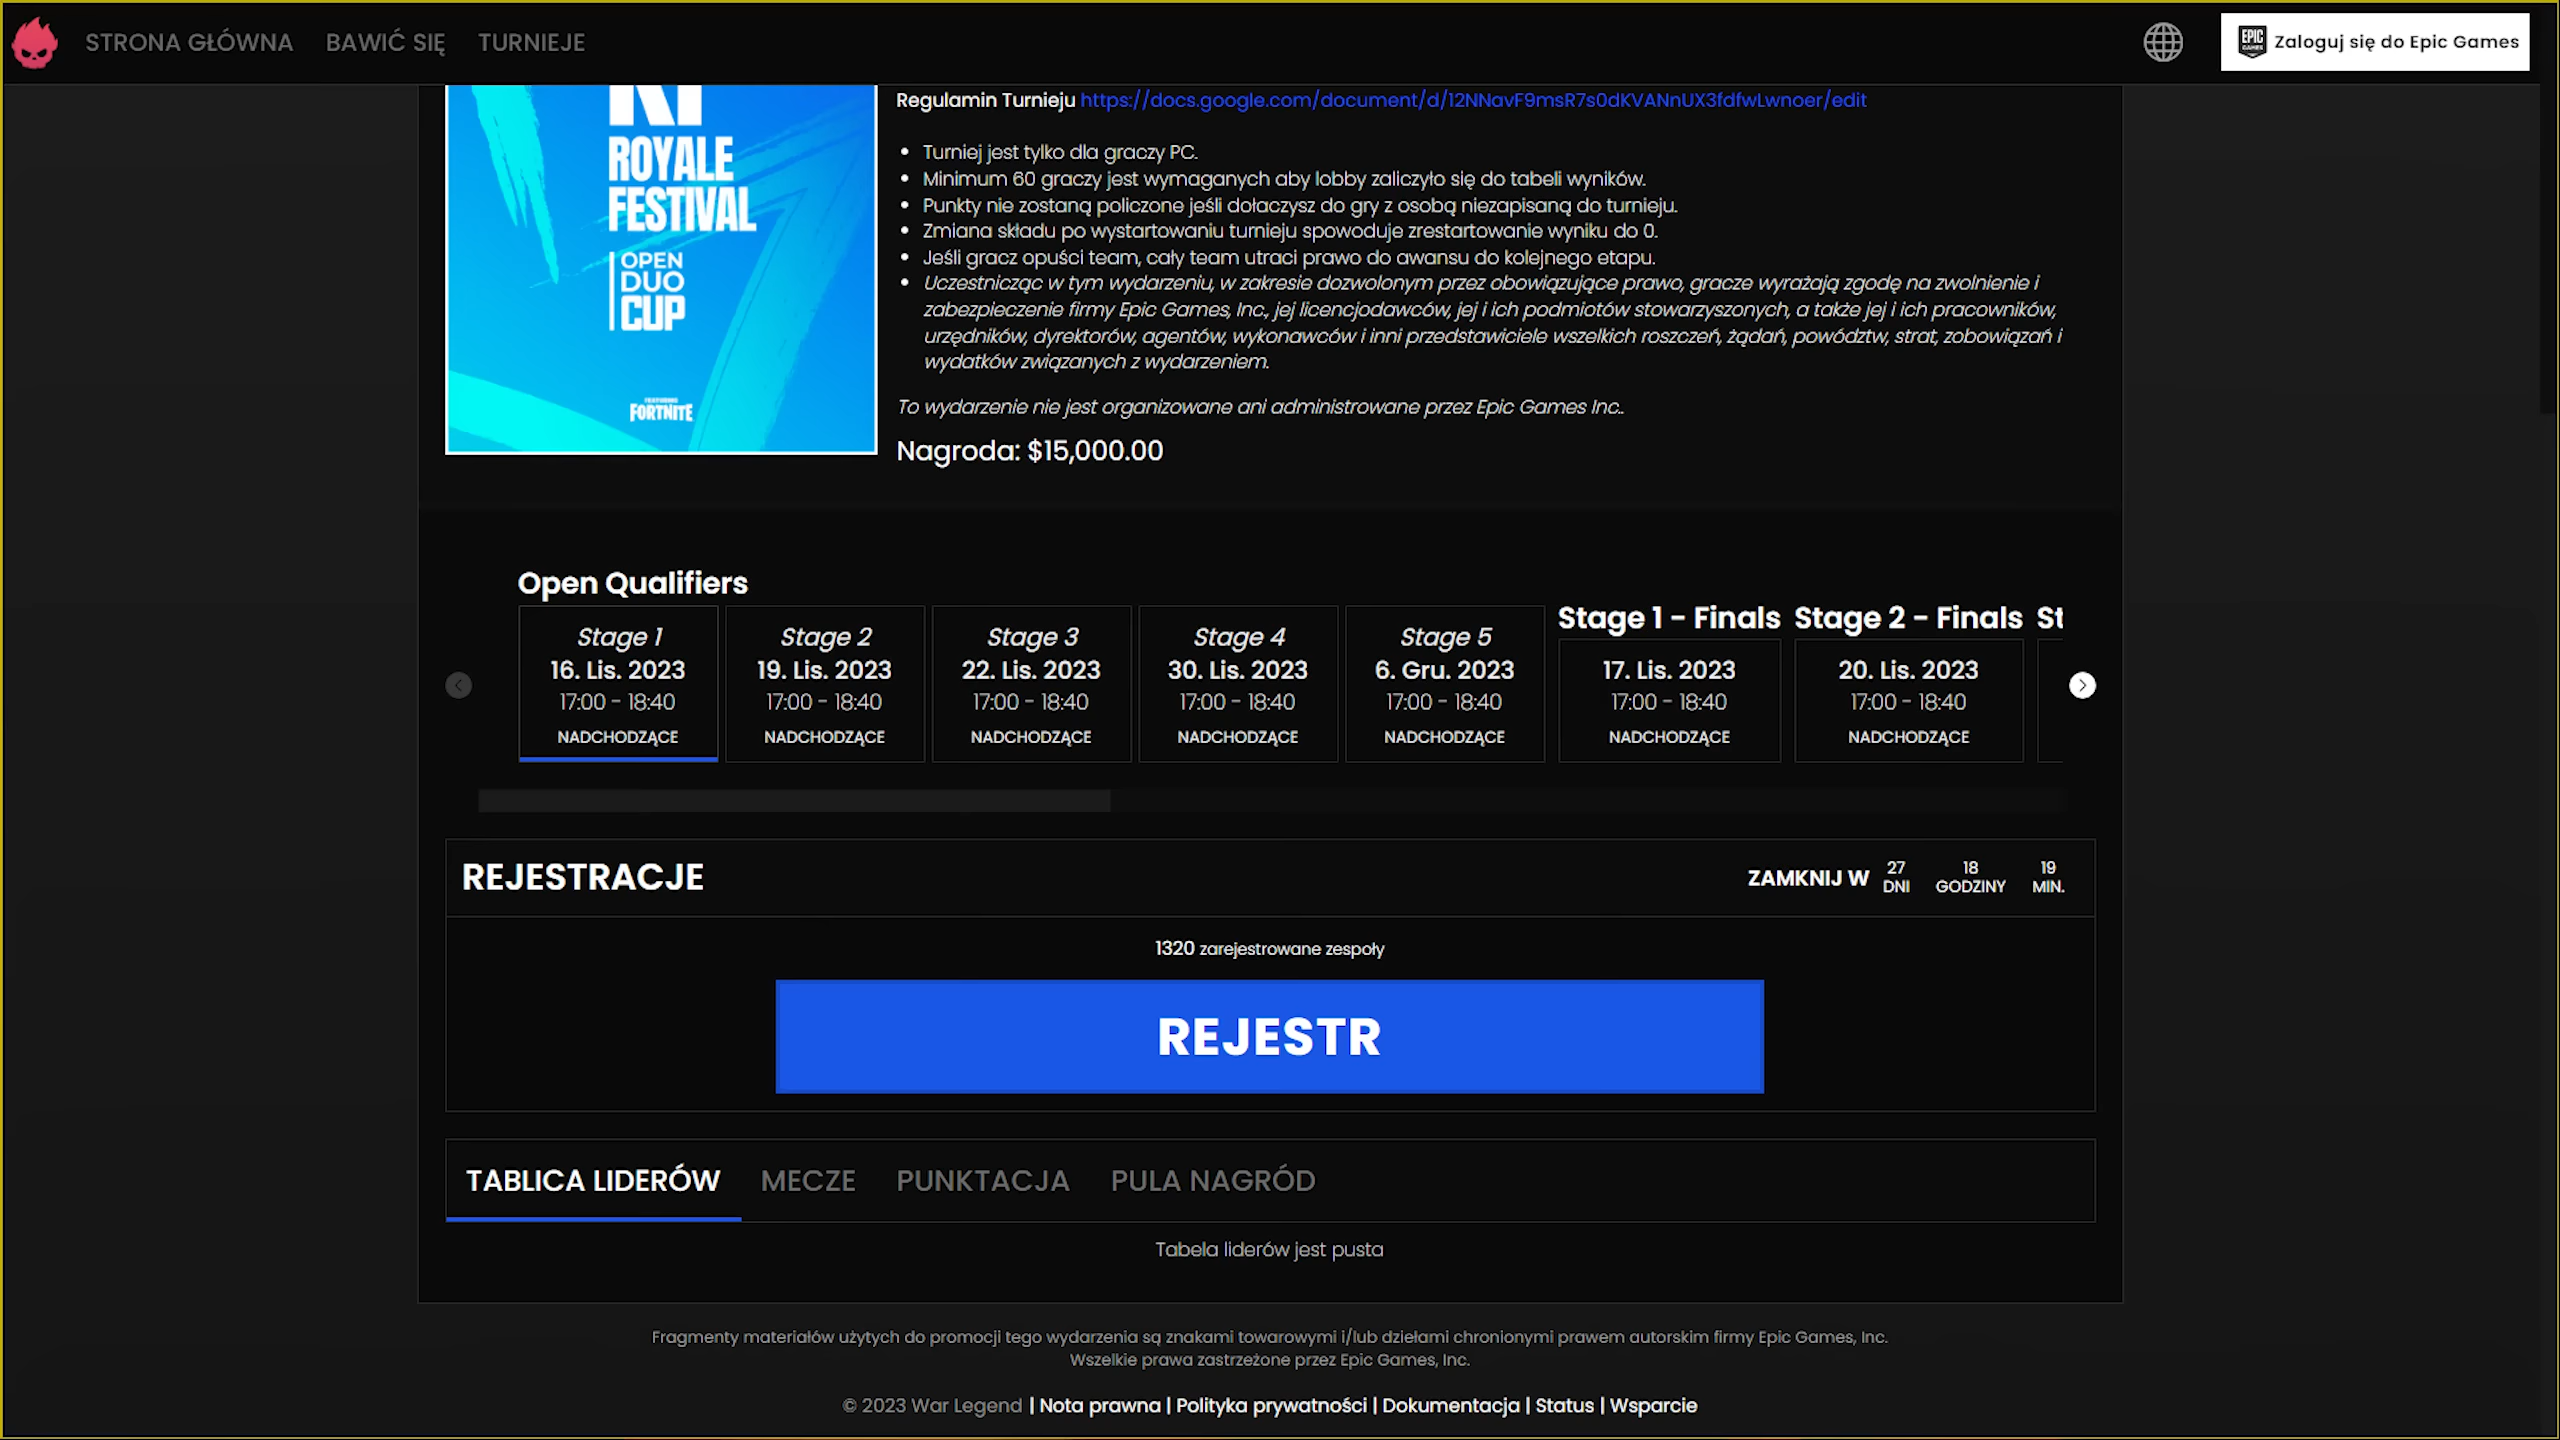 STRONA GŁÓWNA BAWIĆ SIĘ TURNIEJE
EPIC GAMES Zaloguj się do Epic Games
ROYALE
FESTIVAL
OPEN
DUO
CUP
FORTNITE
Regulamin Turnieju https://docs.google.com/document/d/12NNavF9msR7s0dKVANnUX3fdfwLwnoer/edit
• Turniej jest tylko dla graczy PC.
• Minimum 60 graczy jest wymaganych aby lobby zaliczyło się do tabeli wyników.
• Punkty nie zostaną policzone jeśli dołaczysz do gry z osobą niezapisaną do turnieju.
• Zmiana składu po wystartowaniu turnieju spowoduje zrestartowanie wyniku do 0.
• Jeśli gracz opuści team, cały team utraci prawo do awansu do kolejnego etapu.
• Uczestnicząc w tym wydarzeniu, w zakresie dozwolonym przez obowiązujące prawo, gracze wyrażają zgodę na zwolnienie i
zabezpieczenie firmy Epic Games, Inc., jej licencjodawców, jej i ich podmiotów stowarzyszonych, a także jej i ich pracowników,
urzędników, dyrektorów, agentów, wykonawców i inni przedstawiciele wszelkich roszczeń, żądań, powództw, strat, zobowiązań i
wydatków związanych z wydarzeniem.
To wydarzenie nie jest organizowane ani administrowane przez Epic Games Inc..
Nagroda: $15,000.00
Open Qualifiers
Stage 1
16. Lis. 2023
17:00 - 18:40
NADCHODZĄCE
Stage 2
19. Lis. 2023
17:00 - 18:40
NADCHODZĄCE
Stage 3
22. Lis. 2023
17:00 - 18:40
NADCHODZĄCE
Stage 4
30. Lis. 2023
17:00 - 18:40
NADCHODZĄCE
Stage 5
6. Gru. 2023
17:00 - 18:40
NADCHODZĄCE
Stage 1 - Finals
17. Lis. 2023
17:00 - 18:40
NADCHODZĄCE
Stage 2 - Finals
20. Lis. 2023
17:00 - 18:40
NADCHODZĄCE
St
REJESTRACJE
ZAMKNIJ W 27 DNI 18 GODZINY 19 MIN.
1320 zarejestrowane zespoły
REJESTR
TABLICA LIDERÓW MECZE PUNKTACJA PULA NAGRÓD
Tabela liderów jest pusta
Fragmenty materiałów użytych do promocji tego wydarzenia są znakami towarowymi i/lub dziełami chronionymi prawem autorskim firmy Epic Games, Inc.
Wszelkie prawa zastrzeżone przez Epic Games, Inc.
© 2023 War Legend | Nota prawna | Polityka prywatności | Dokumentacja | Status | Wsparcie